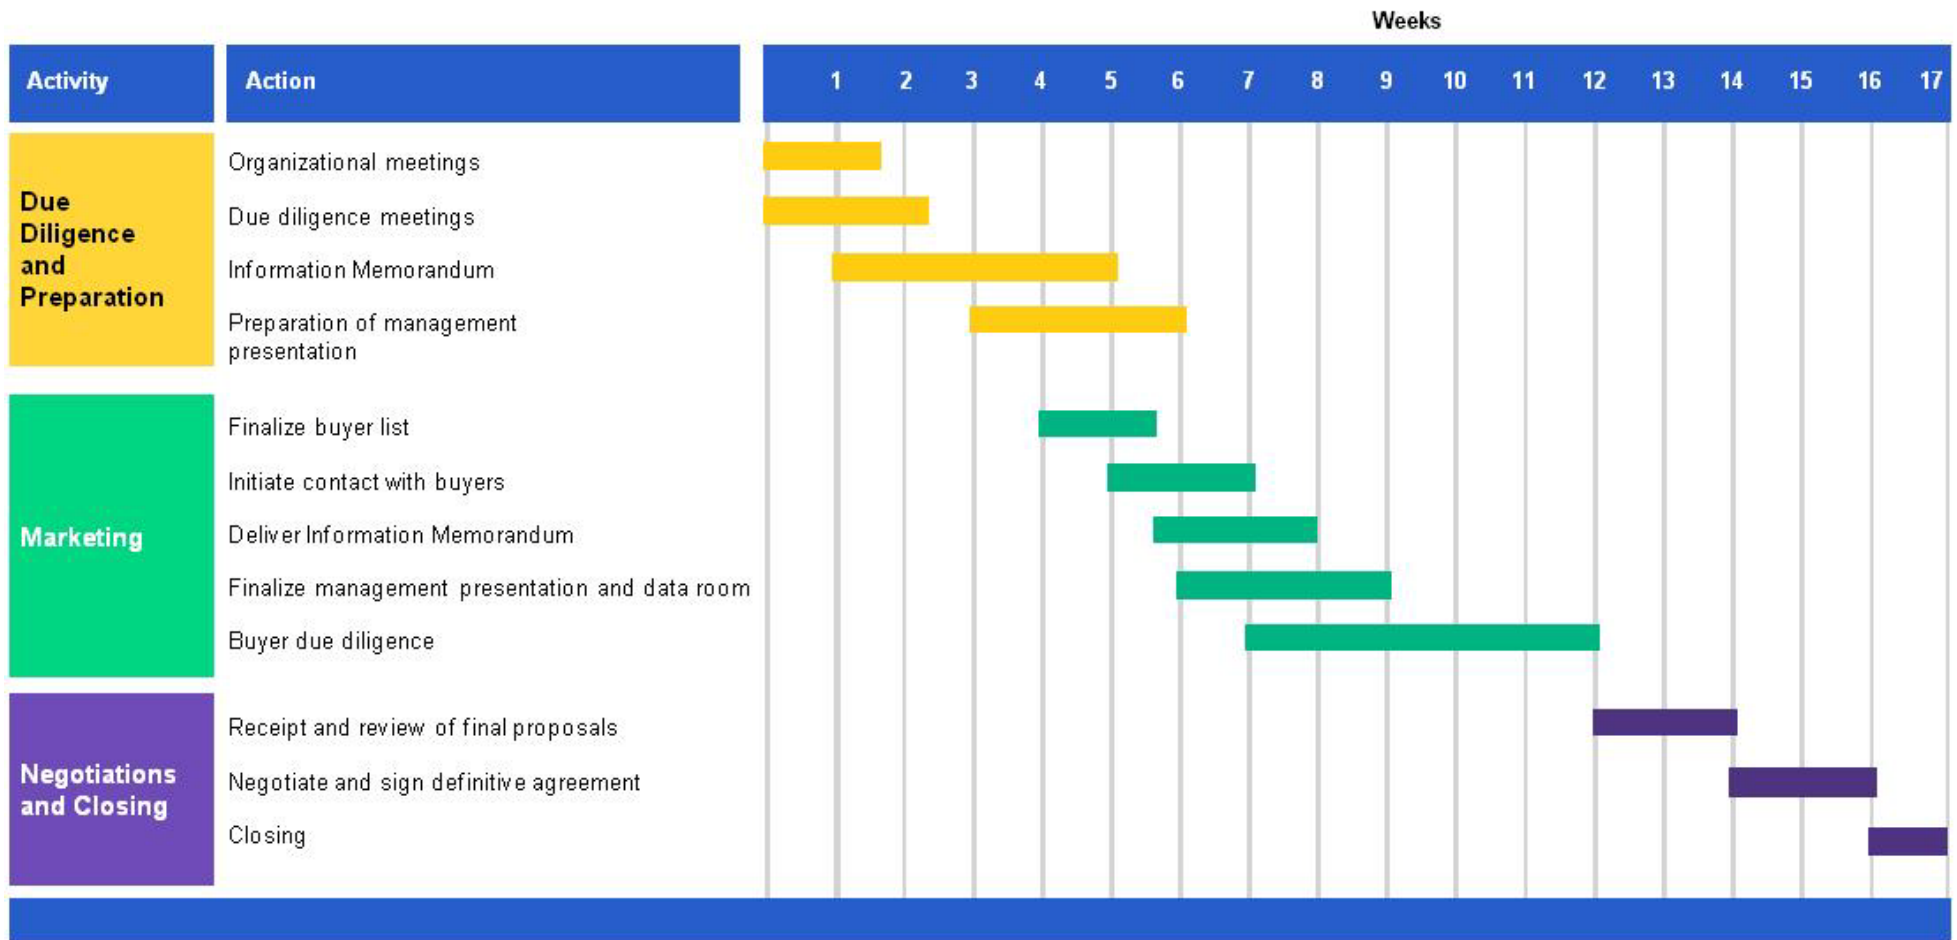 Weeks
Activity
Action
1 2 3 4 5 6 7 8 9 10 11 12 13 14 15 16 17
Due
Diligence
and
Preparation
Organizational meetings
Due diligence meetings
Information Memorandum
Preparation of management
presentation
Marketing
Finalize buyer list
Initiate contact with buyers
Deliver Information Memorandum
Finalize management presentation and data room
Buyer due diligence
Negotiations
and Closing
Receipt and review of final proposals
Negotiate and sign definitive agreement
Closing